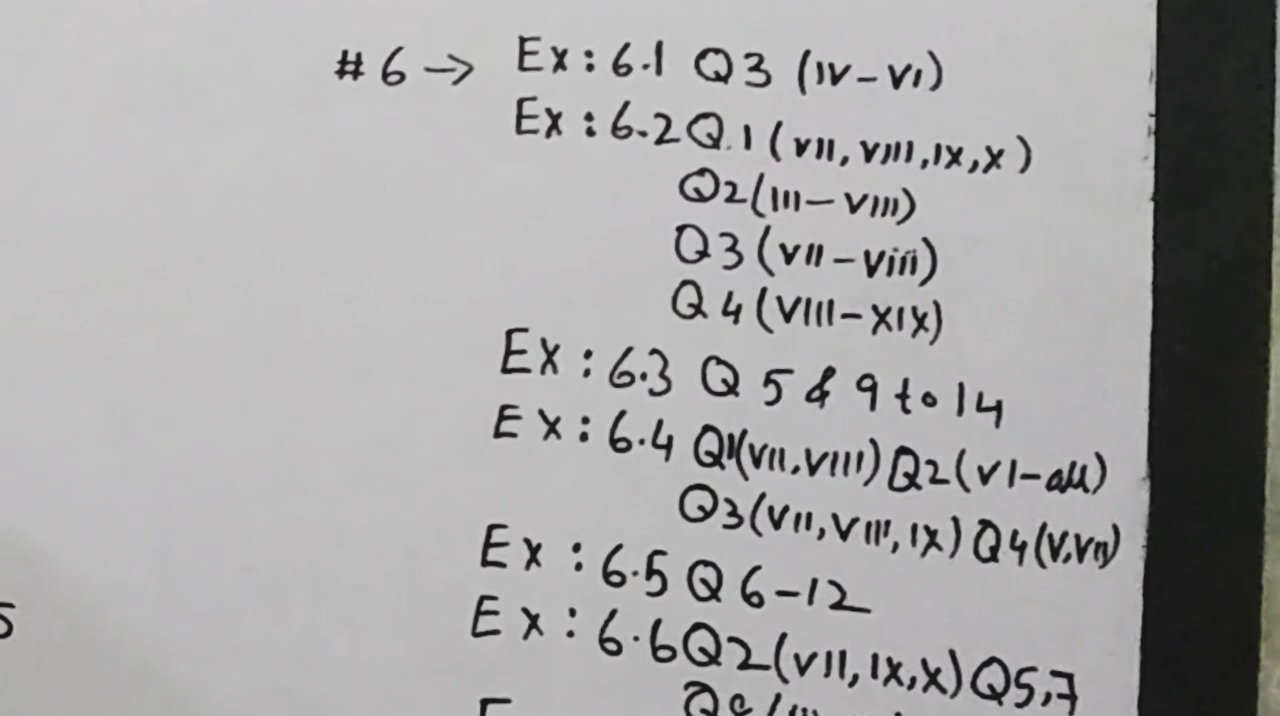 #6 → Ex: 6.1 Q3 (IV-VI)
Ex: 6.2 Q.1 (VII, VIII, IX, X)
Q2 (III-VIII)
Q3 (VII-Viii)
Q4 (VIII-XIX)
Ex: 6.3 Q 5 & 9 to 14
Ex: 6.4 Q1 (VII, VIII) Q2 (VI-all)
Q3 (VII, VIII, IX) Q4 (V, VII)
Ex: 6.5 Q 6-12
5
Ex: 6.6 Q2 (VII, IX, X) Q5,7